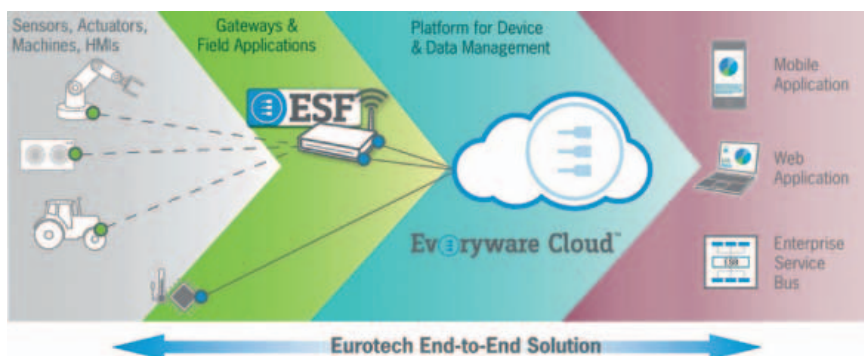 Sensors, Actuators,
Machines, HMIs
Gateways &
Field Applications
Platform for Device
& Data Management
ESF
Everyware Cloud™
Mobile
Application
Web
Application
ESB
Enterprise
Service
Bus
Eurotech End-to-End Solution